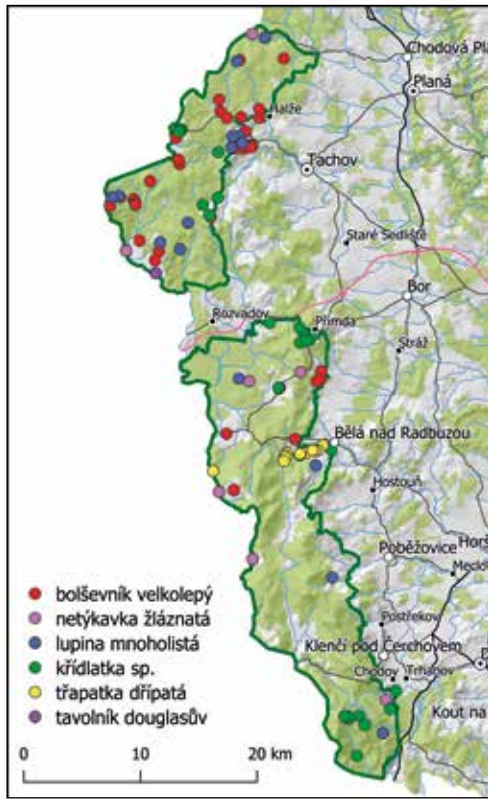 Chodová Pla
Planá
Halže
Tachov
Staré Sedliště
Bor
Rozvadov
Přimda
Stráž
Bělá nad Radbuzou
Hostouň
Horš
Poběžovice
Meclo
Postřekov
Klenčí pod Čerchovem
Chodov
Trhanov
Kout na
bolševník velkolepý
netýkavka žláznatá
lupina mnoholistá
křídlatka sp.
třapatka dřípatá
tavolník douglasův
0 10 20 km